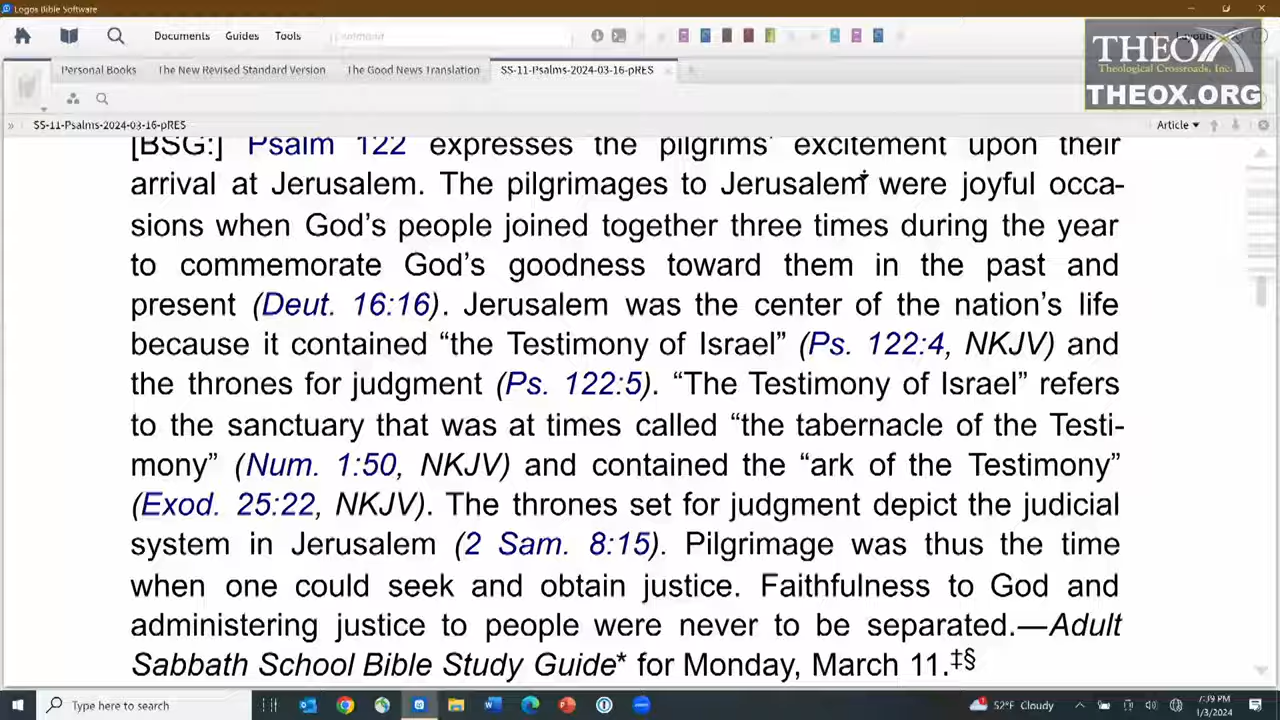 Logos Bible Software
Documents Guides Tools
THEOX
Theological Crossroads, Inc.
THEOX.ORG
Personal Books The New Revised Standard Version The Good News Translation SS-11-Psalms-2024-03-16-pRES
» SS-11-Psalms-2024-03-16-pRES Article
[BSG:] Psalm 122 expresses the pilgrims’ excitement upon their
arrival at Jerusalem. The pilgrimages to Jerusalem were joyful occa-
sions when God’s people joined together three times during the year
to commemorate God’s goodness toward them in the past and
present (Deut. 16:16). Jerusalem was the center of the nation’s life
because it contained “the Testimony of Israel” (Ps. 122:4, NKJV) and
the thrones for judgment (Ps. 122:5). “The Testimony of Israel” refers
to the sanctuary that was at times called “the tabernacle of the Testi-
mony” (Num. 1:50, NKJV) and contained the “ark of the Testimony”
(Exod. 25:22, NKJV). The thrones set for judgment depict the judicial
system in Jerusalem (2 Sam. 8:15). Pilgrimage was thus the time
when one could seek and obtain justice. Faithfulness to God and
administering justice to people were never to be separated.—Adult
Sabbath School Bible Study Guide* for Monday, March 11.‡§
Type here to search
52°F Cloudy
7:39 PM
1/3/2024